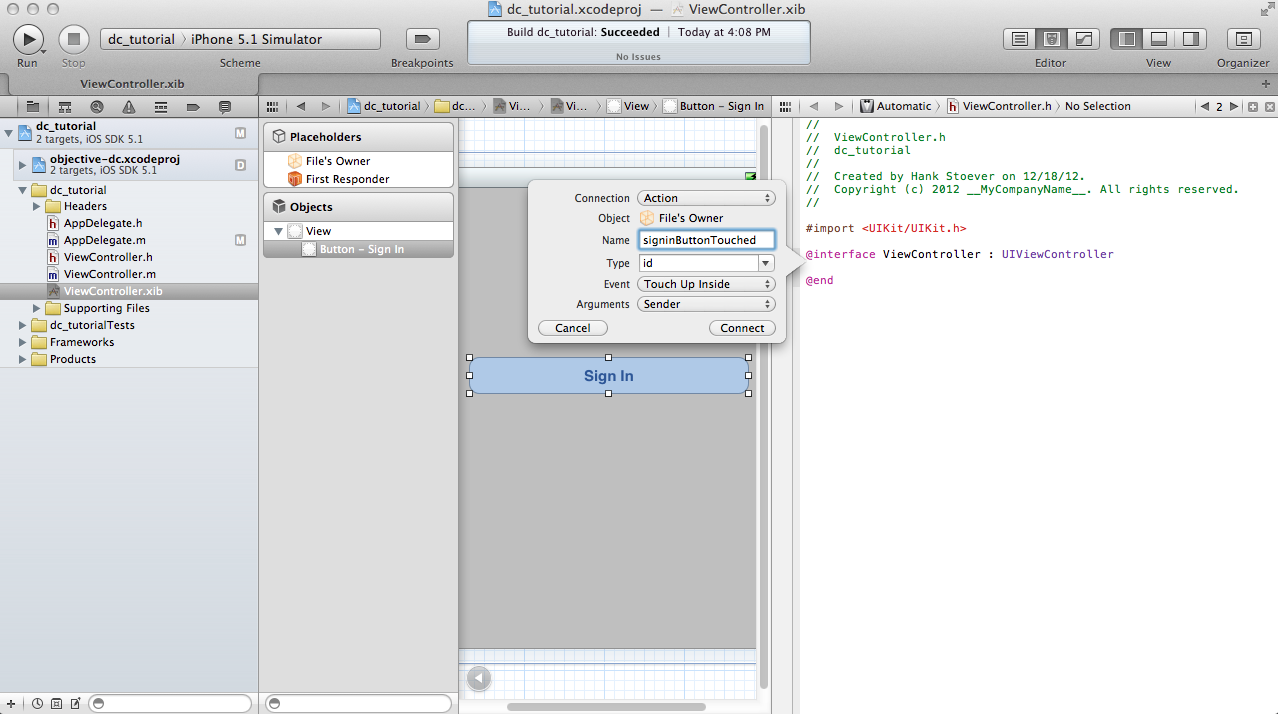 dc_tutorial.xcodeproj — ViewController.xib
Run
Stop
dc_tutorial › iPhone 5.1 Simulator
Scheme
Breakpoints
Build dc_tutorial: Succeeded | Today at 4:08 PM
No Issues
Editor
View
Organizer
ViewController.xib
dc_tutorial
dc...
Vi...
Vi...
View
Button – Sign In
Automatic
ViewController.h
No Selection
2
dc_tutorial
2 targets, iOS SDK 5.1
M
objective-dc.xcodeproj
2 targets, iOS SDK 5.1
D
dc_tutorial
Headers
AppDelegate.h
AppDelegate.m
M
ViewController.h
ViewController.m
ViewController.xib
Supporting Files
dc_tutorialTests
Frameworks
Products
Placeholders
File's Owner
First Responder
Objects
View
Button – Sign In
Connection Action
Object File's Owner
Name signinButtonTouched
Type id
Event Touch Up Inside
Arguments Sender
Cancel Connect
Sign In
//
// ViewController.h
// dc_tutorial
//
// Created by Hank Stoever on 12/18/12.
// Copyright (c) 2012 __MyCompanyName__. All rights reserved.
//
#import <UIKit/UIKit.h>
@interface ViewController : UIViewController
@end